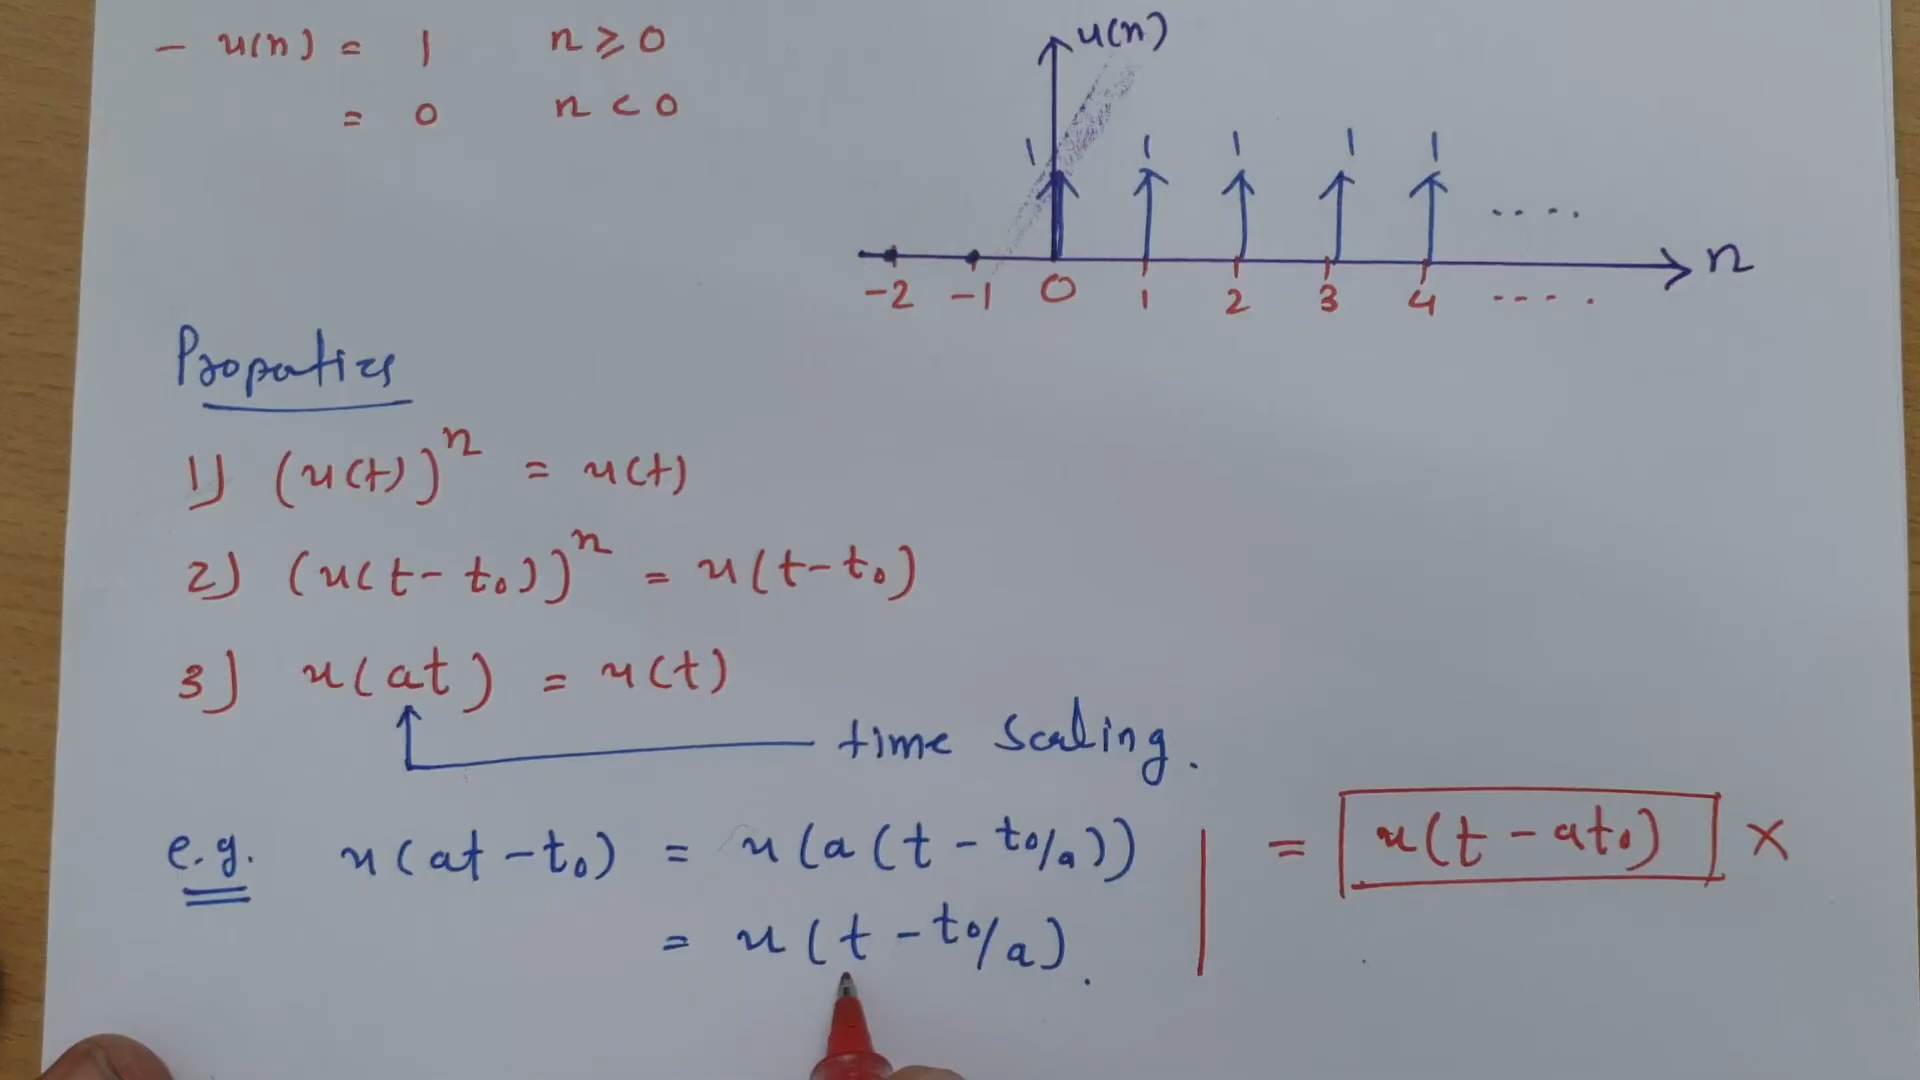 - u(n) = 1 n ≥ 0
= 0 n < 0
u(n)
1 1 1 1 1
....
n
-2 -1 0 1 2 3 4 ....
Properties
1) (u(t))^n = u(t)
2) (u(t - t₀))^n = u(t - t₀)
3) u(at) = u(t)
time scaling.
e.g. u(at - t₀) = u(a(t - t₀/a)) | = u(t - at₀) ×
= u(t - t₀/a).